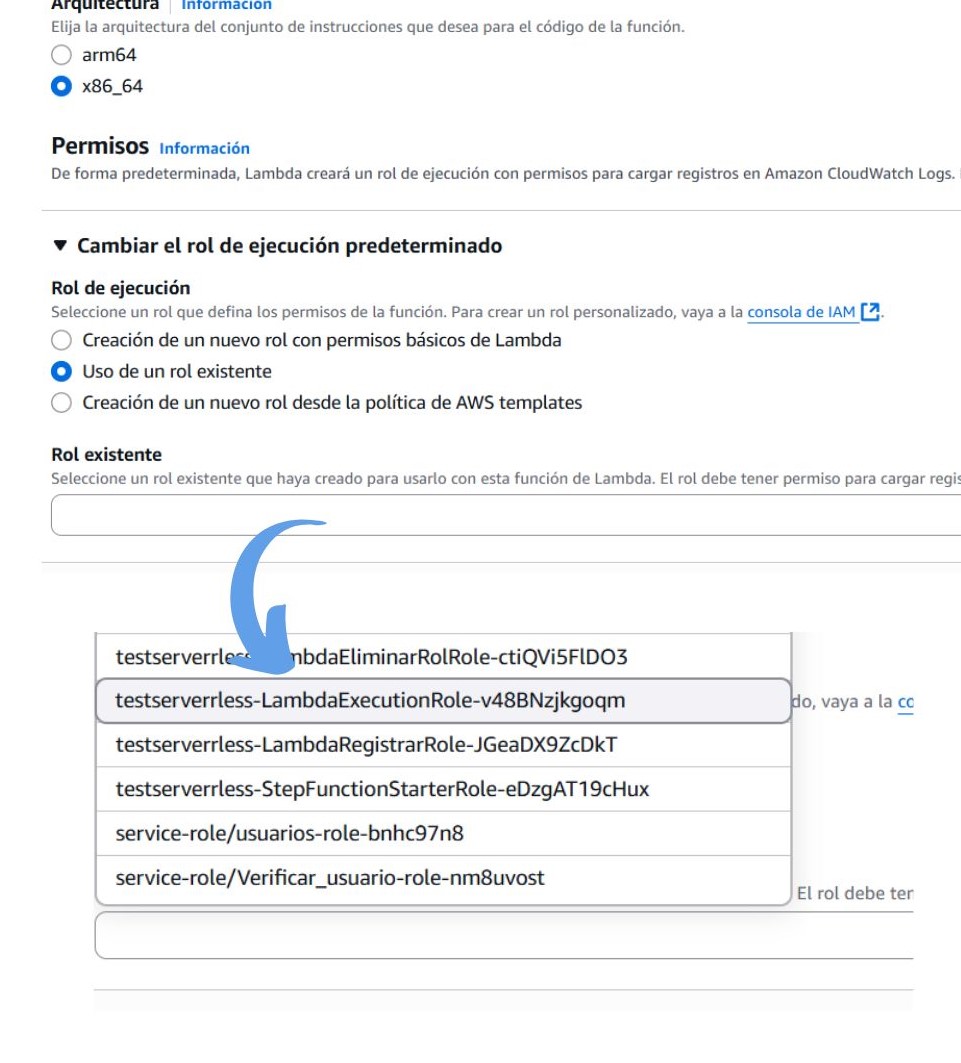 Arquitectura Información
Elija la arquitectura del conjunto de instrucciones que desea para el código de la función.
arm64
x86_64
Permisos Información
De forma predeterminada, Lambda creará un rol de ejecución con permisos para cargar registros en Amazon CloudWatch Logs.
Cambiar el rol de ejecución predeterminado
Rol de ejecución
Seleccione un rol que defina los permisos de la función. Para crear un rol personalizado, vaya a la consola de IAM.
Creación de un nuevo rol con permisos básicos de Lambda
Uso de un rol existente
Creación de un nuevo rol desde la política de AWS templates
Rol existente
Seleccione un rol existente que haya creado para usarlo con esta función de Lambda. El rol debe tener permiso para cargar regis
testserverrless-LambdaEliminarRolRole-ctiQVi5FlDO3
testserverrless-LambdaExecutionRole-v48BNzjkgoqm
do, vaya a la co
testserverrless-LambdaRegistrarRole-JGeaDX9ZcDkT
testserverrless-StepFunctionStarterRole-eDzgAT19cHux
service-role/usuarios-role-bnhc97n8
service-role/Verificar_usuario-role-nm8uvost
El rol debe ter